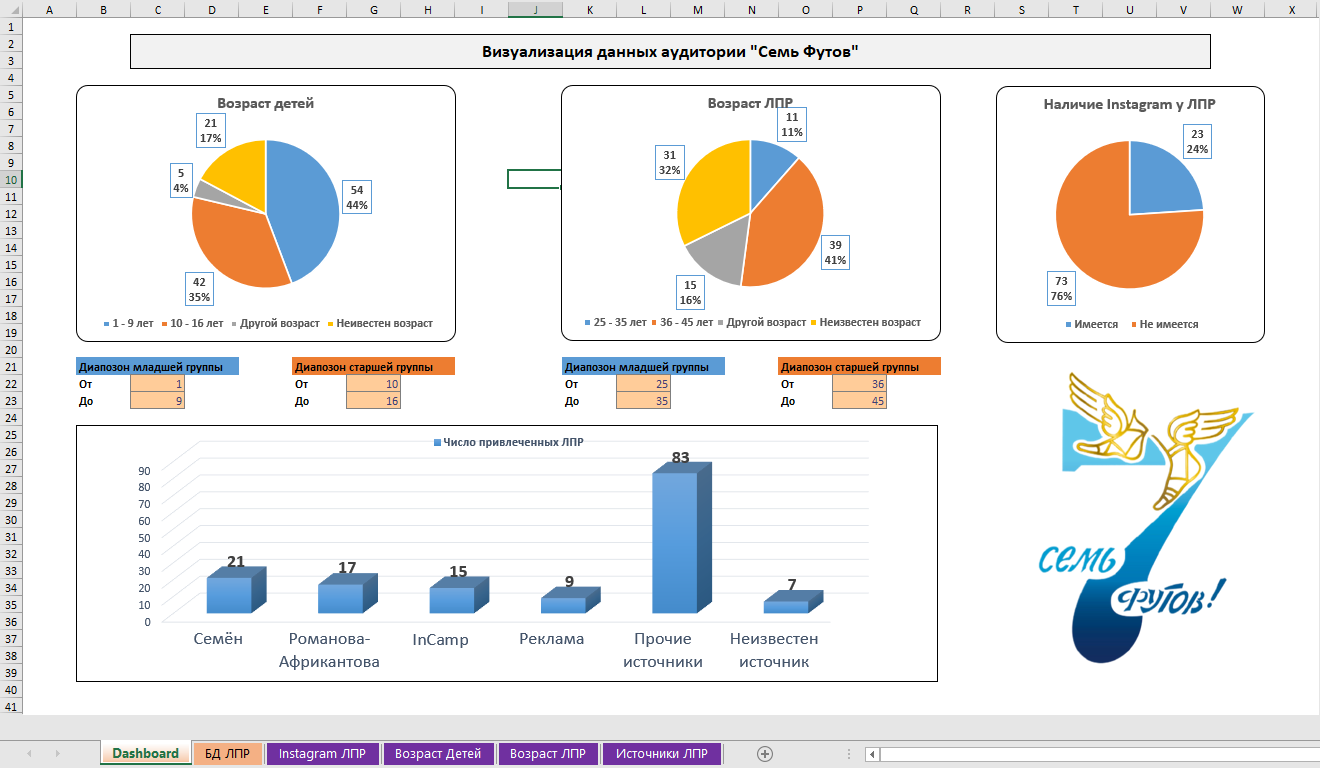 A B C D E F G H I J K L M N O P Q R S T U V W X
1
2
3
4
5
6
7
8
9
10
11
12
13
14
15
16
17
18
19
20
21
22
23
24
25
26
27
28
29
30
31
32
33
34
35
36
37
38
39
40
41
Визуализация данных аудитории "Семь Футов"
Возраст детей
21
17%
5
4%
54
44%
42
35%
1 - 9 лет 10 - 16 лет Другой возраст Неивестен возраст
Возраст ЛПР
11
11%
31
32%
39
41%
15
16%
25 - 35 лет 36 - 45 лет Другой возраст Неизвестен возраст
Наличие Instagram у ЛПР
23
24%
73
76%
Имеется Не имеется
Диапозон младшей группы
От 1
До 9
Диапозон старшей группы
От 10
До 16
Диапозон младшей группы
От 25
До 35
Диапозон старшей группы
От 36
До 45
Число привлеченных ЛПР
90
80
70
60
50
40
30
20
10
0
21 17 15 9 83 7
Семён
Романова-
Африкантова
InCamp
Реклама
Прочие
источники
Неизвестен
источник
7
семь
футов!
Dashboard БД ЛПР Instagram ЛПР Возраст Детей Возраст ЛПР Источники ЛПР